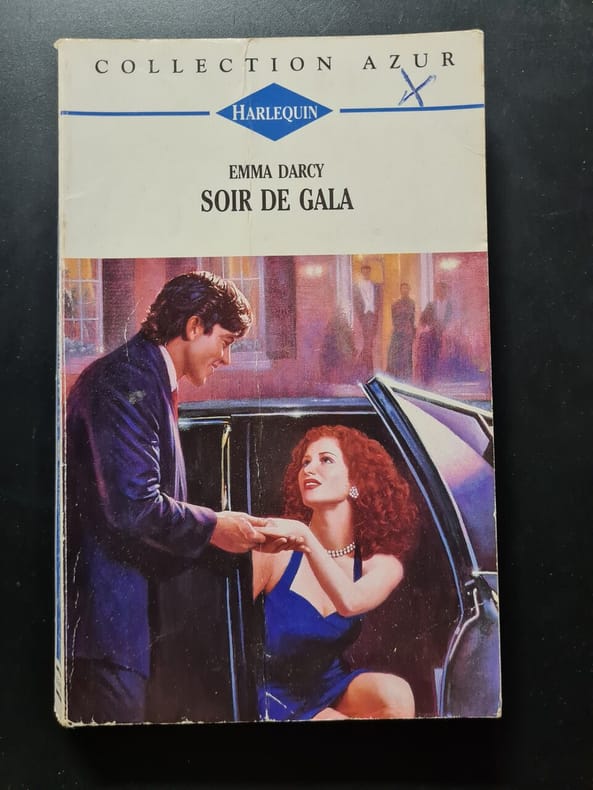 COLLECTION AZUR
HARLEQUIN
EMMA DARCY
SOIR DE GALA